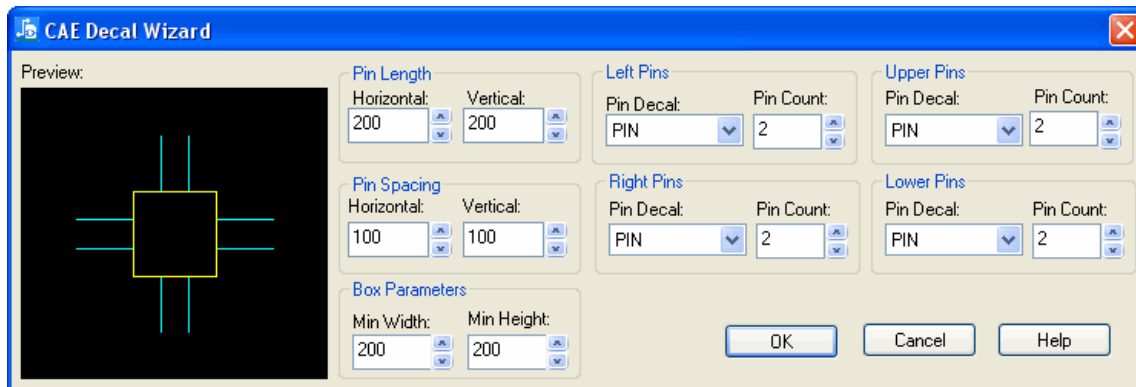 CAE Decal Wizard
Preview:
Pin Length
Horizontal: Vertical:
200 200
Pin Spacing
Horizontal: Vertical:
100 100
Box Parameters
Min Width: Min Height:
200 200
Left Pins
Pin Decal: Pin Count:
PIN 2
Right Pins
Pin Decal: Pin Count:
PIN 2
Upper Pins
Pin Decal: Pin Count:
PIN 2
Lower Pins
Pin Decal: Pin Count:
PIN 2
OK Cancel Help